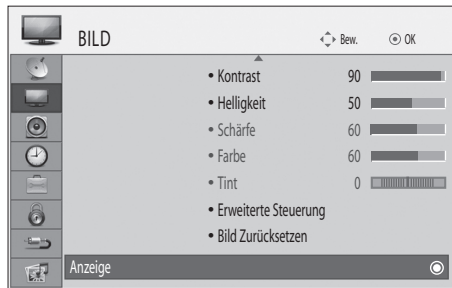 BILD Bew. OK
• Kontrast 90
• Helligkeit 50
• Schärfe 60
• Farbe 60
• Tint 0
• Erweiterte Steuerung
• Bild Zurücksetzen
Anzeige